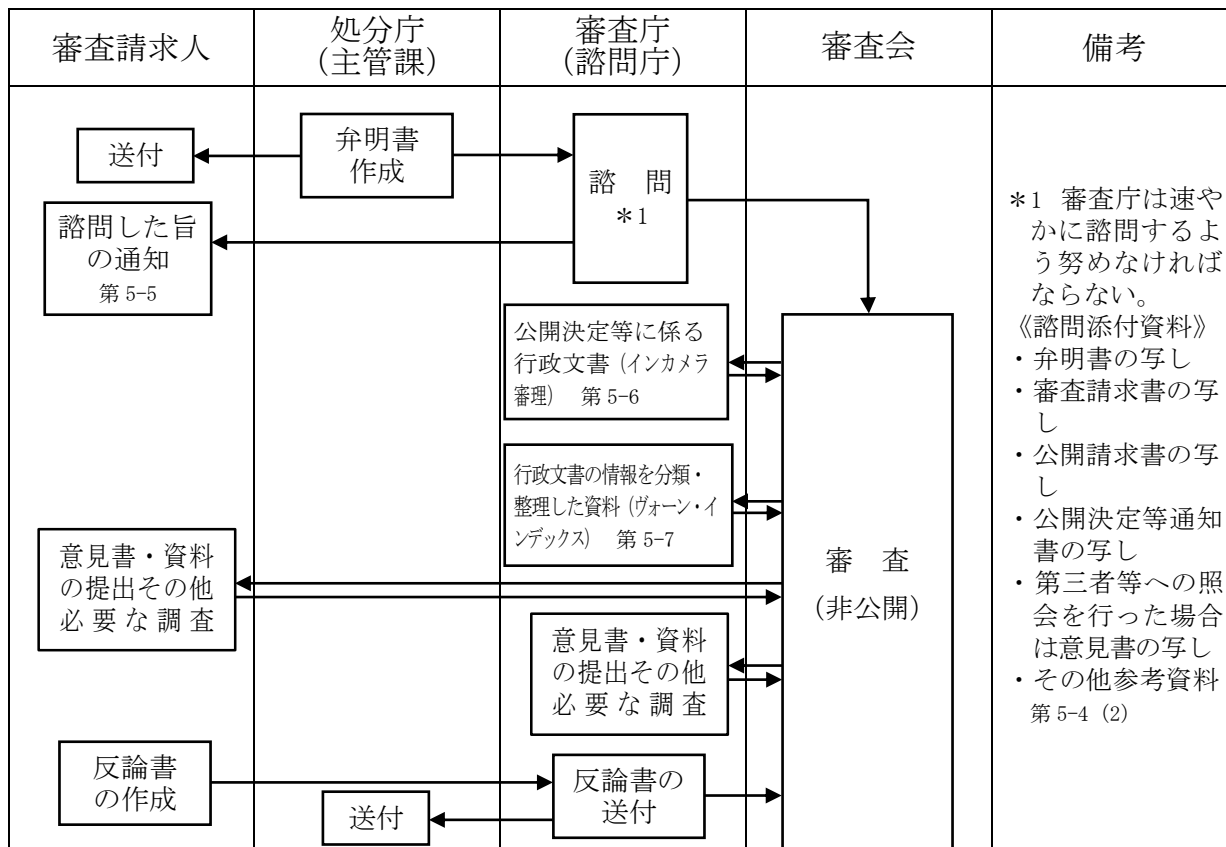 審査請求人
処分庁
(主管課)
審査庁
(諮問庁)
審査会
備考
送付
弁明書
作成
諮　問
＊1
諮問した旨
の通知
第 5-5
公開決定等に係る
行政文書 (インカメラ
審理)　第 5-6
行政文書の情報を分類・
整理した資料 (ヴォーン・イ
ンデックス)　第 5-7
意見書・資料
の提出その他
必要な調査
意見書・資料
の提出その他
必要な調査
審　査
(非公開)
反論書
の作成
反論書の
送付
送付
＊1 審査庁は速や
かに諮問するよ
う努めなければ
ならない。
《諮問添付資料》
・弁明書の写し
・審査請求書の写
し
・公開請求書の写
し
・公開決定等通知
書の写し
・第三者等への照
会を行った場合
は意見書の写し
・その他参考資料
第 5-4 (2)